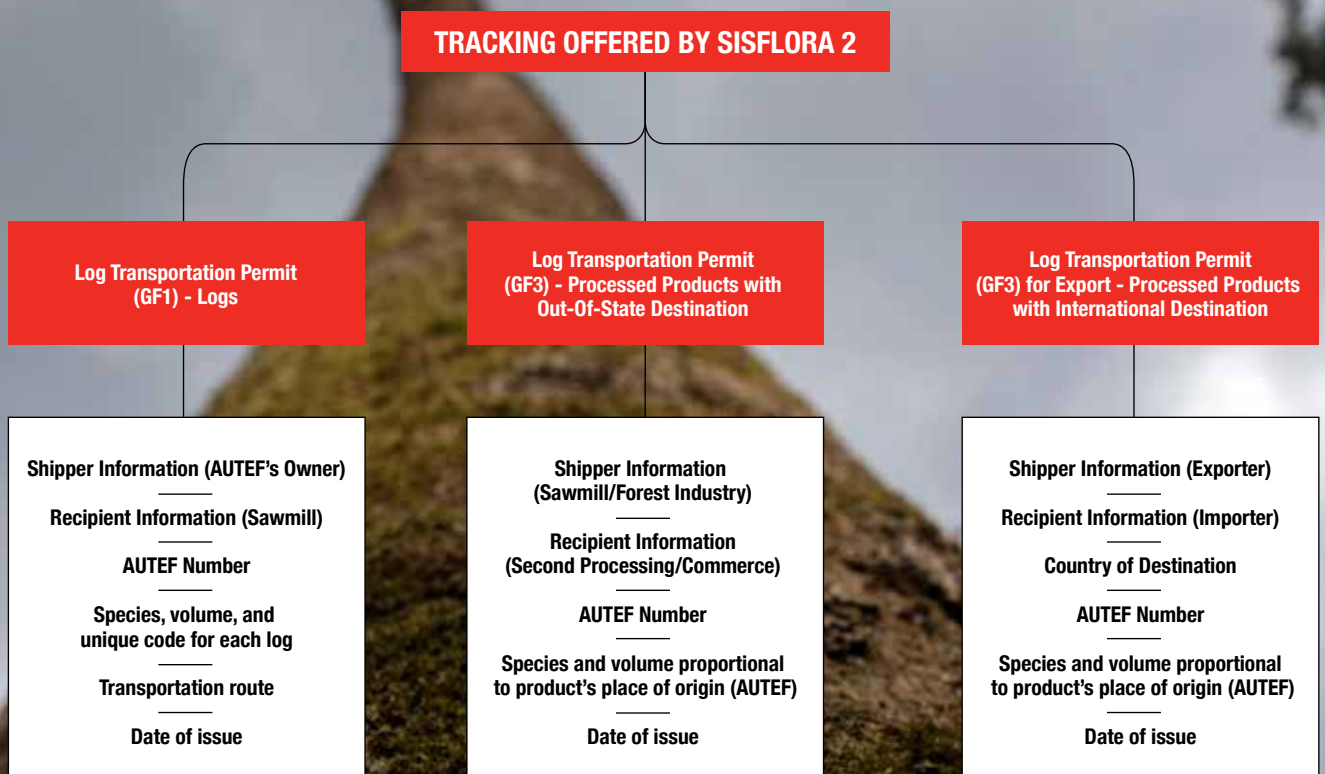 TRACKING OFFERED BY SISFLORA 2
Log Transportation Permit
(GF1) - Logs
Shipper Information (AUTEF's Owner)
Recipient Information (Sawmill)
AUTEF Number
Species, volume, and
unique code for each log
Transportation route
Date of issue
Log Transportation Permit
(GF3) - Processed Products with
Out-Of-State Destination
Shipper Information
(Sawmill/Forest Industry)
Recipient Information
(Second Processing/Commerce)
AUTEF Number
Species and volume proportional
to product's place of origin (AUTEF)
Date of issue
Log Transportation Permit
(GF3) for Export - Processed Products
with International Destination
Shipper Information (Exporter)
Recipient Information (Importer)
Country of Destination
AUTEF Number
Species and volume proportional
to product's place of origin (AUTEF)
Date of issue